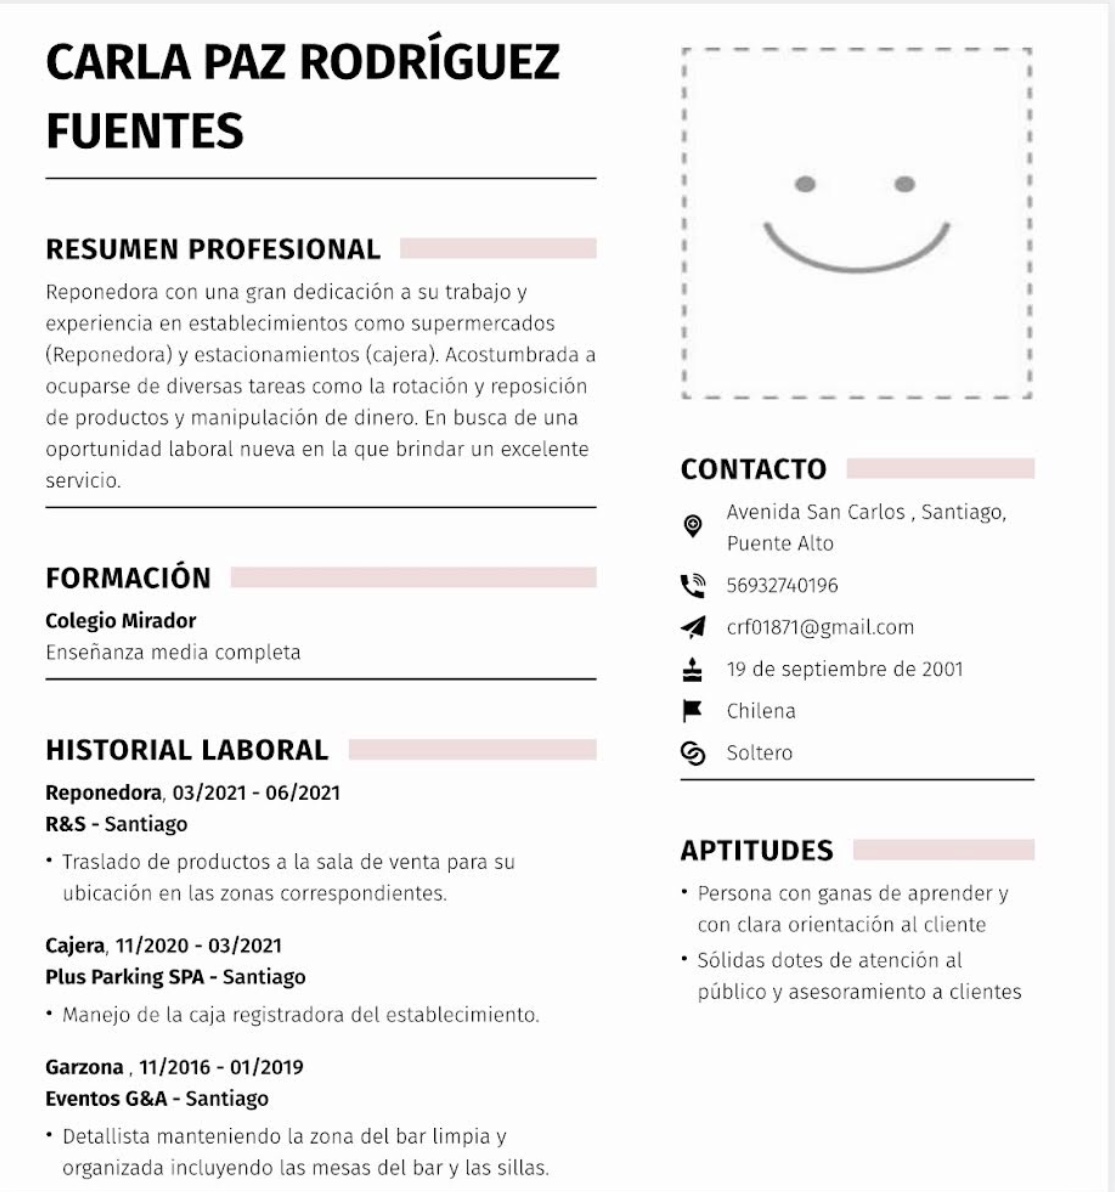 CARLA PAZ RODRÍGUEZ
FUENTES
RESUMEN PROFESIONAL
Reponedora con una gran dedicación a su trabajo y
experiencia en establecimientos como supermercados
(Reponedora) y estacionamientos (cajera). Acostumbrada a
ocuparse de diversas tareas como la rotación y reposición
de productos y manipulación de dinero. En busca de una
oportunidad laboral nueva en la que brindar un excelente
servicio.
FORMACIÓN
Colegio Mirador
Enseñanza media completa
HISTORIAL LABORAL
Reponedora, 03/2021 - 06/2021
R&S - Santiago
• Traslado de productos a la sala de venta para su
ubicación en las zonas correspondientes.
Cajera, 11/2020 - 03/2021
Plus Parking SPA - Santiago
• Manejo de la caja registradora del establecimiento.
Garzona , 11/2016 - 01/2019
Eventos G&A - Santiago
• Detallista manteniendo la zona del bar limpia y
organizada incluyendo las mesas del bar y las sillas.
CONTACTO
Avenida San Carlos , Santiago,
Puente Alto
56932740196
crf01871@gmail.com
19 de septiembre de 2001
Chilena
Soltero
APTITUDES
• Persona con ganas de aprender y
con clara orientación al cliente
• Sólidas dotes de atención al
público y asesoramiento a clientes